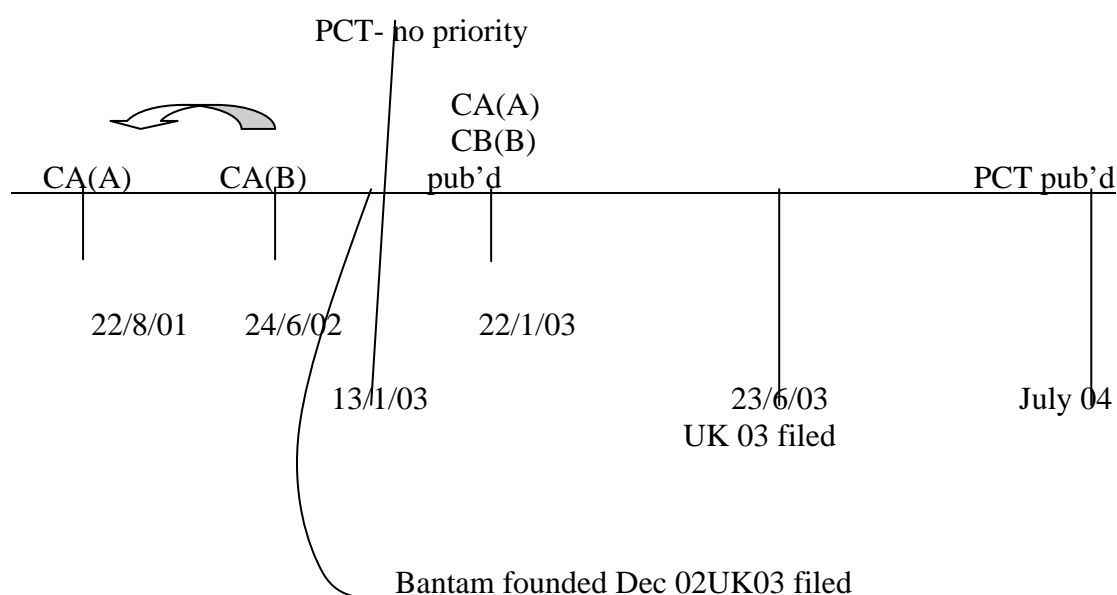 PCT- no priority
CA(A)
CB(B)
CA(A) CA(B) pub’d PCT pub’d
22/8/01 24/6/02 22/1/03
13/1/03 23/6/03 July 04
UK 03 filed
Bantam founded Dec 02UK03 filed